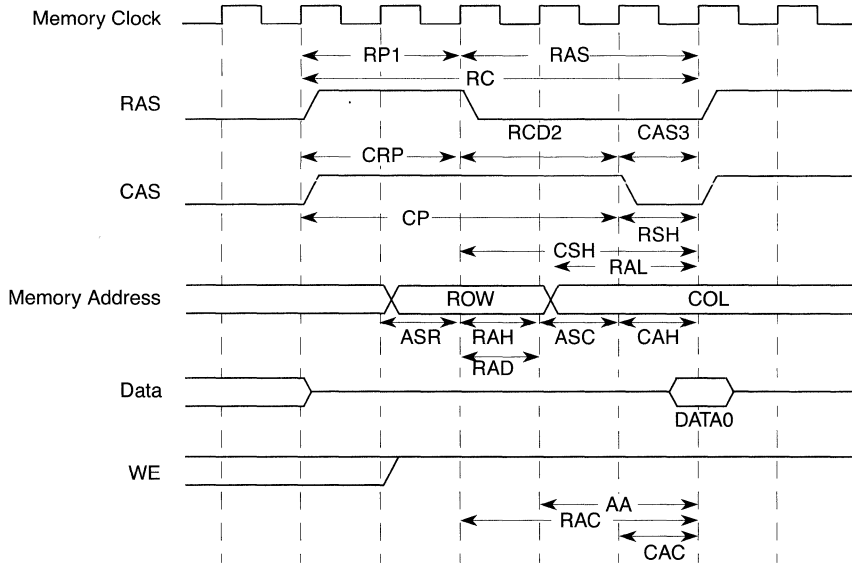 Memory Clock
RP1 RAS
RC
RAS
RCD2 CAS3
CRP
CAS
CP
RSH
CSH
RAL
Memory Address ROW COL
ASR RAH ASC CAH
RAD
Data
DATA0
WE
AA
RAC
CAC